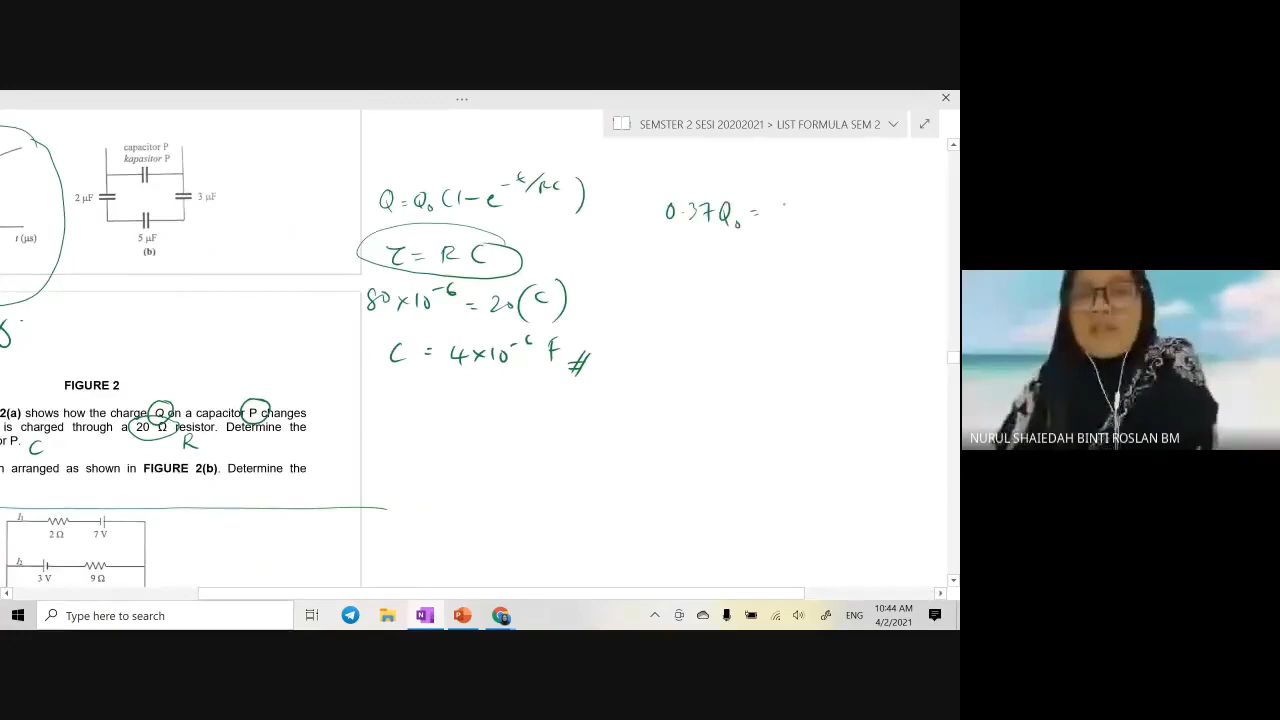 SEMSTER 2 SESI 20202021 > LIST FORMULA SEM 2
capacitor P
kapasitor P
2 μF
3 μF
5 μF
t (μs)
(b)
Q = Q₀ (1 - e^-t/RC)
τ = R C
80 × 10⁻⁶ = 20 (C)
C = 4 × 10⁻⁶ F
0.37Q₀ =
FIGURE 2
2(a) shows how the charge Q on a capacitor P changes
is charged through a 20 Ω resistor. Determine the
or P. C R
n arranged as shown in FIGURE 2(b). Determine the
I₁
2 Ω 7 V
I₂
3 V 9 Ω
NURUL SHAIEDAH BINTI ROSLAN BM
Type here to search
ENG
10:44 AM
4/2/2021